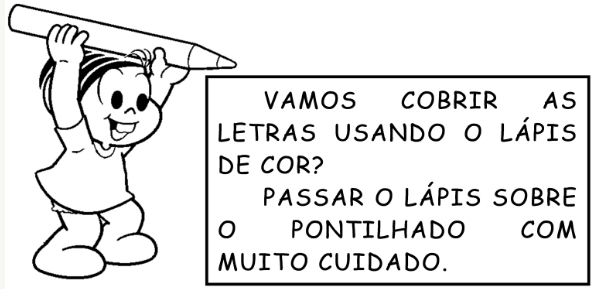 VAMOS COBRIR AS
LETRAS USANDO O LÁPIS
DE COR?
PASSAR O LÁPIS SOBRE
O PONTILHADO COM
MUITO CUIDADO.